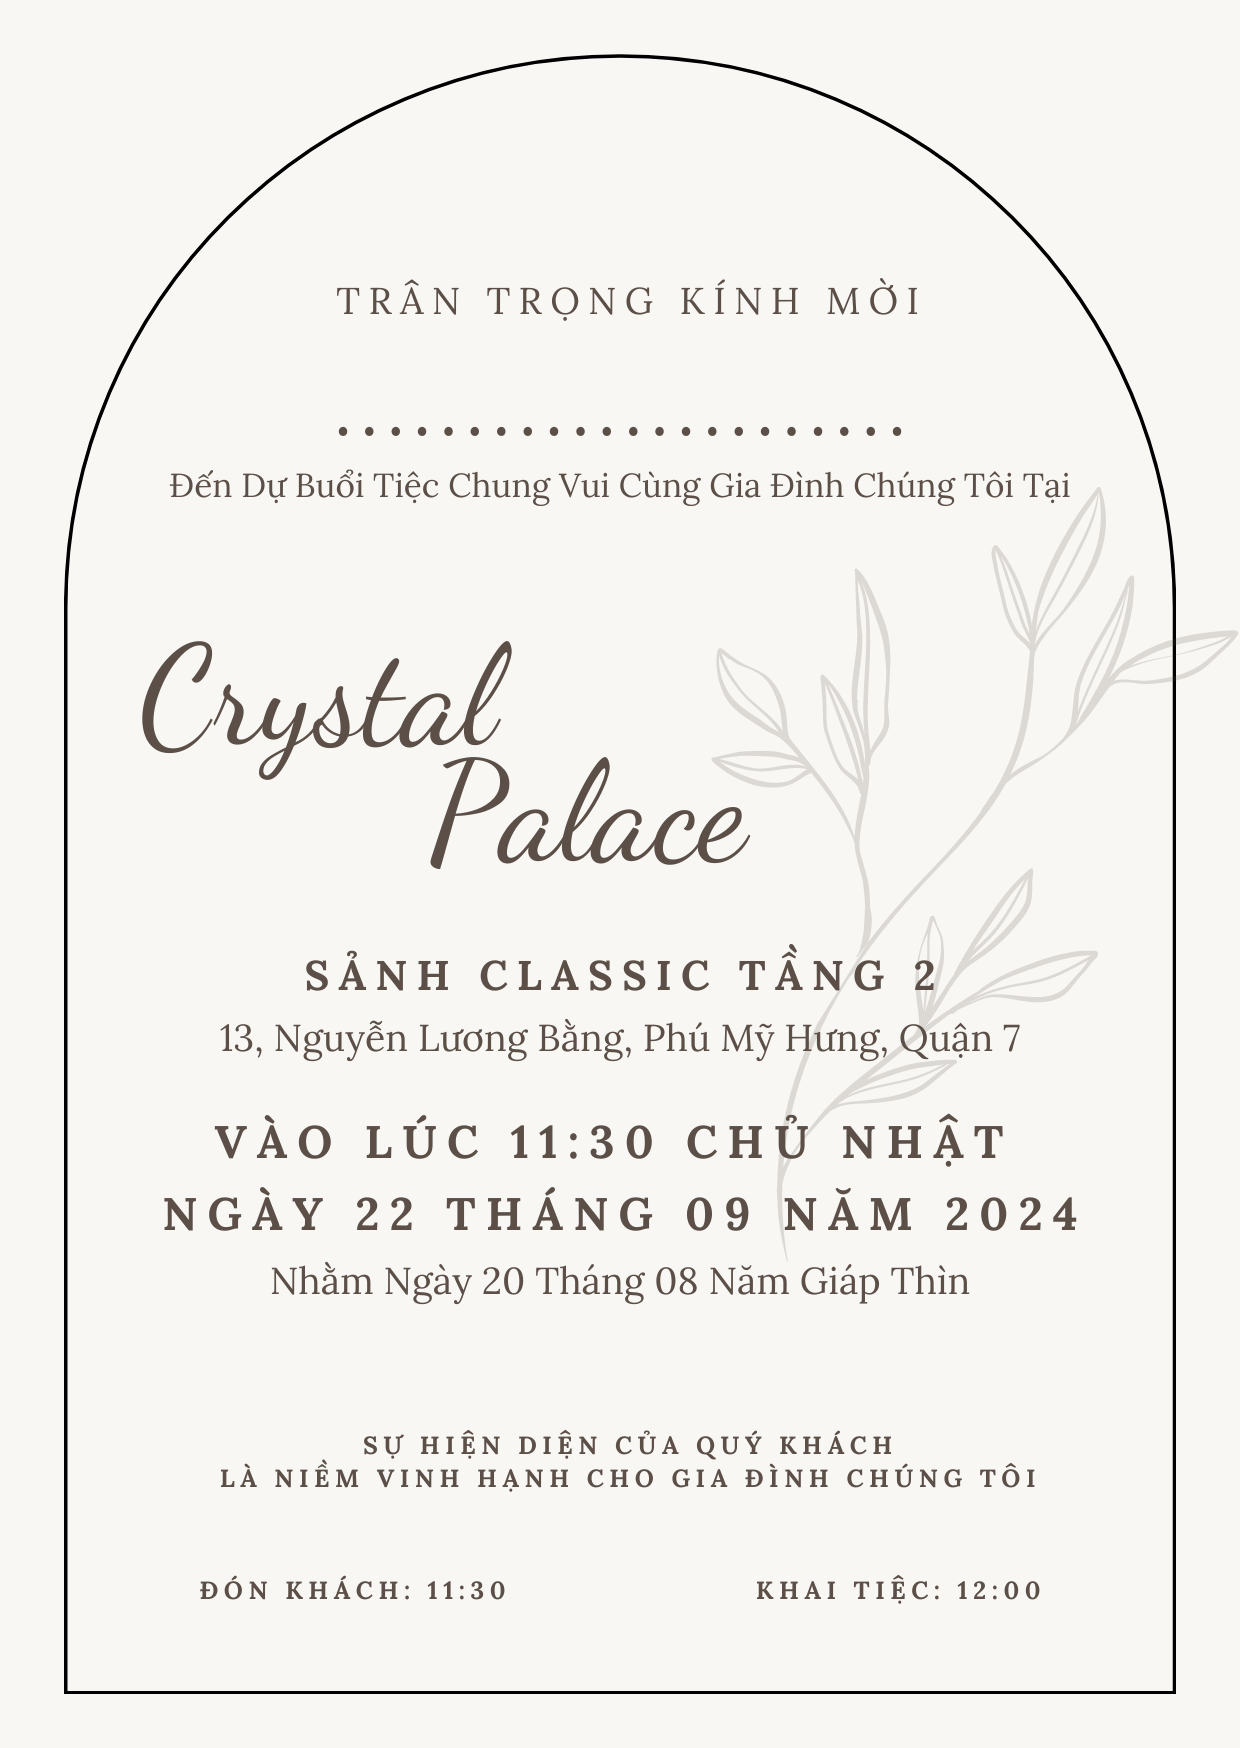 TRÂN TRỌNG KÍNH MỜI
......................
Đến Dự Buổi Tiệc Chung Vui Cùng Gia Đình Chúng Tôi Tại
Crystal
Palace
SẢNH CLASSIC TẦNG 2
13, Nguyễn Lương Bằng, Phú Mỹ Hưng, Quận 7
VÀO LÚC 11:30 CHỦ NHẬT
NGÀY 22 THÁNG 09 NĂM 2024
Nhằm Ngày 20 Tháng 08 Năm Giáp Thìn
SỰ HIỆN DIỆN CỦA QUÝ KHÁCH
LÀ NIỀM VINH HẠNH CHO GIA ĐÌNH CHÚNG TÔI
ĐÓN KHÁCH: 11:30
KHAI TIỆC: 12:00